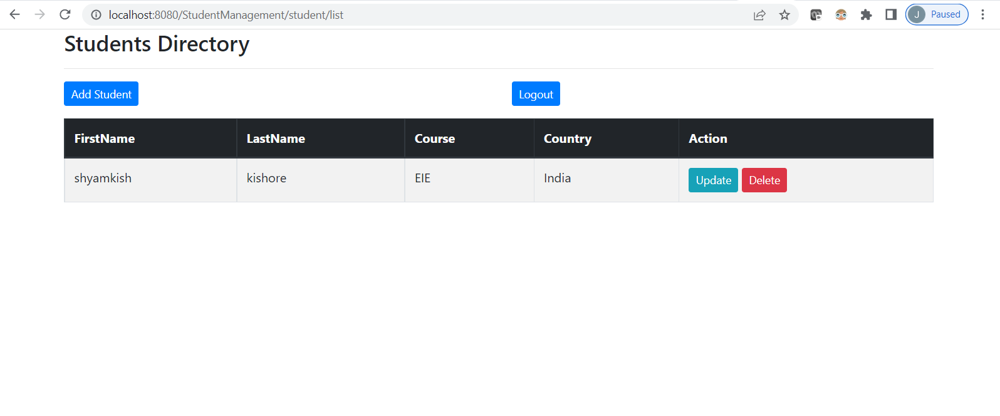 localhost:8080/StudentManagement/student/list
J Paused
Students Directory
Add Student Logout
FirstName LastName Course Country Action
shyamkish kishore EIE India Update Delete